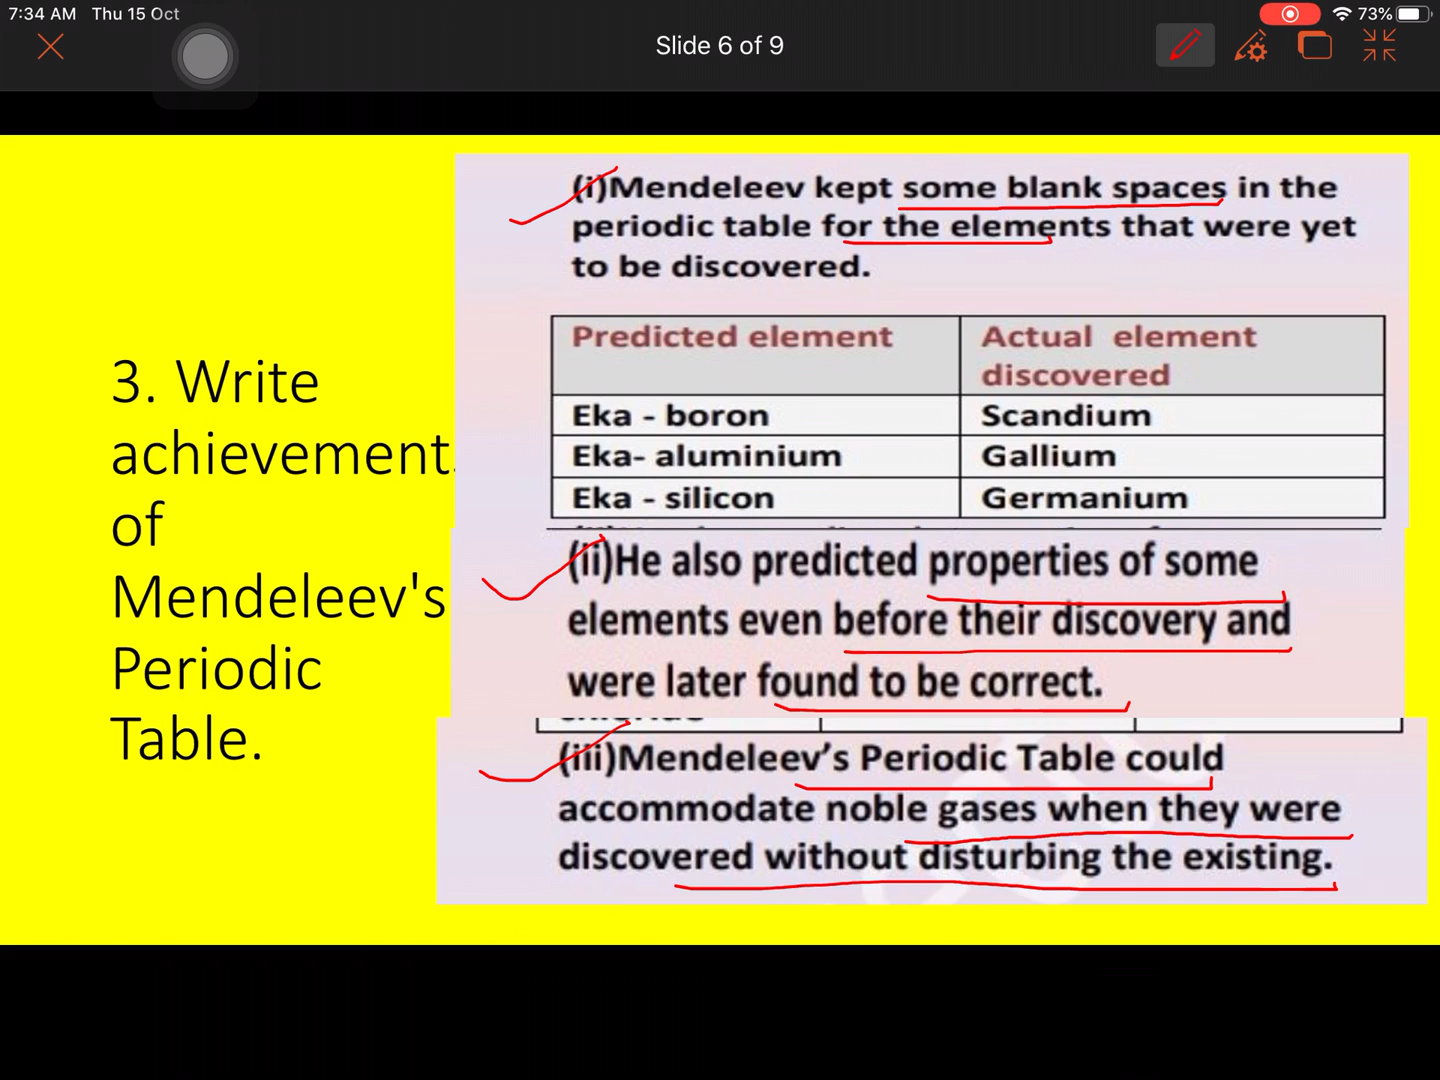 7:34 AM Thu 15 Oct
73%
Slide 6 of 9
3. Write
achievement
of
Mendeleev's
Periodic
Table.
(i)Mendeleev kept some blank spaces in the
periodic table for the elements that were yet
to be discovered.
Predicted element Actual element
discovered
Eka - boron Scandium
Eka- aluminium Gallium
Eka - silicon Germanium
(ii)He also predicted properties of some
elements even before their discovery and
were later found to be correct.
(iii)Mendeleev’s Periodic Table could
accommodate noble gases when they were
discovered without disturbing the existing.